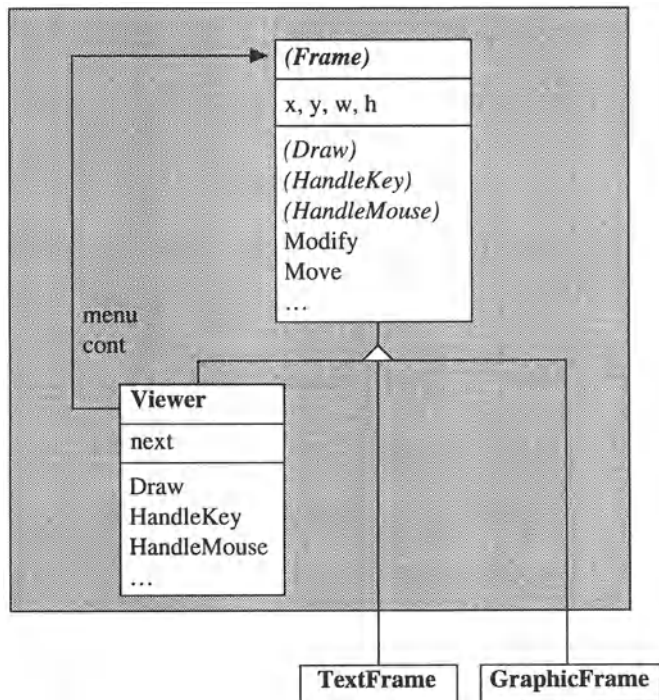 (Frame)
x, y, w, h
(Draw)
(HandleKey)
(HandleMouse)
Modify
Move
…
menu
cont
Viewer
next
Draw
HandleKey
HandleMouse
…
TextFrame
GraphicFrame